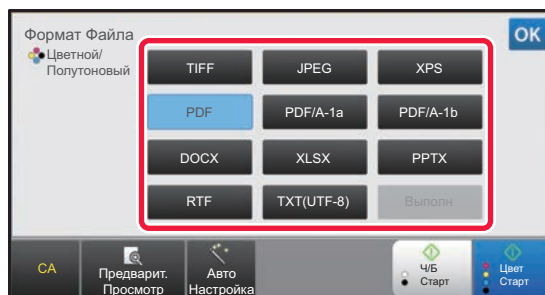 Формат Файла
OK
Цветной/
Полутоновый
TIFF
JPEG
XPS
PDF
PDF/A-1a
PDF/A-1b
DOCX
XLSX
PPTX
RTF
TXT(UTF-8)
Выполн
CA
Предварит.
Просмотр
Авто
Настройка
Ч/Б
Старт
Цвет
Старт